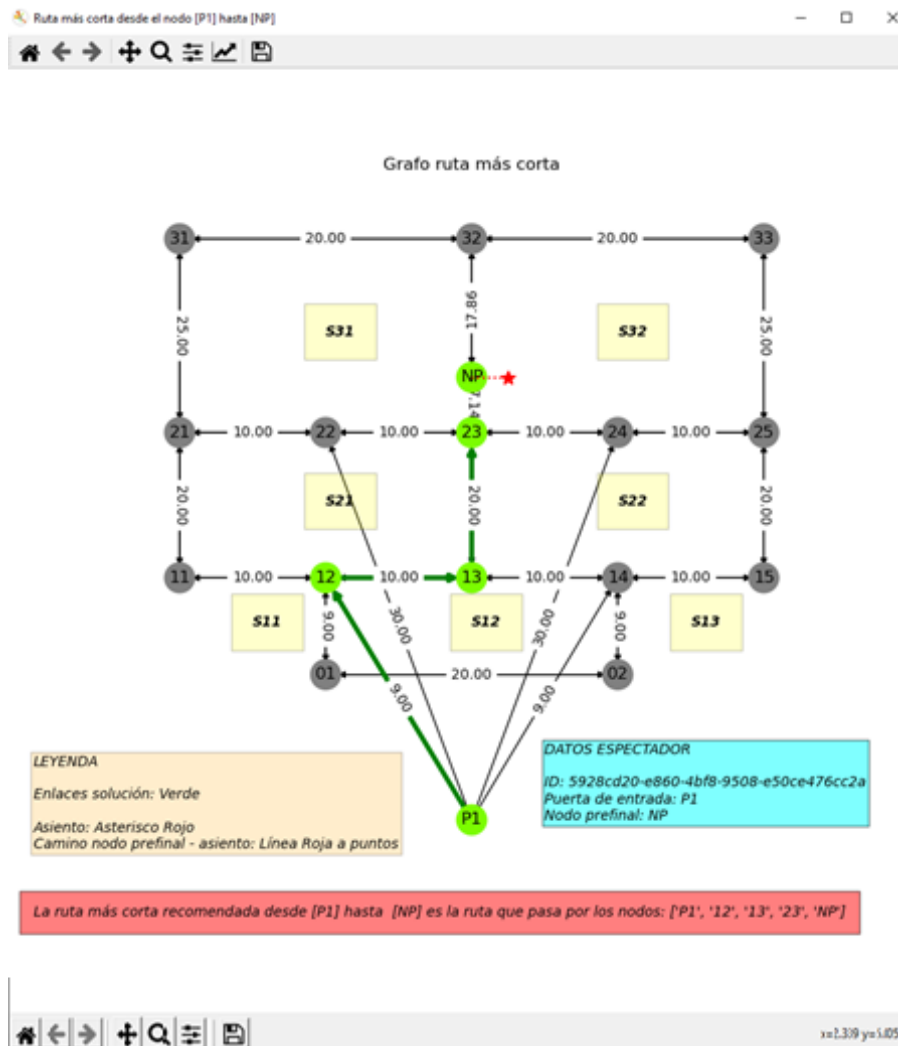 Ruta más corta desde el nodo [P1] hasta [NP]
Grafo ruta más corta
31
20.00
32
20.00
33
25.00
17.86
25.00
S31
S32
NP
7.14
21
10.00
22
10.00
23
10.00
24
10.00
25
20.00
S21
20.00
S22
20.00
11
10.00
12
10.00
13
10.00
14
10.00
15
S11
9.00
30.00
S12
30.00
9.00
S13
01
20.00
02
9.00
9.00
P1
LEYENDA
Enlaces solución: Verde
Asiento: Asterisco Rojo
Camino nodo prefinal - asiento: Línea Roja a puntos
DATOS ESPECTADOR
ID: 5928cd20-e860-4bf8-9508-e50ce476cc2a
Puerta de entrada: P1
Nodo prefinal: NP
La ruta más corta recomendada desde [P1] hasta  [NP] es la ruta que pasa por los nodos: ['P1', '12', '13', '23', 'NP']